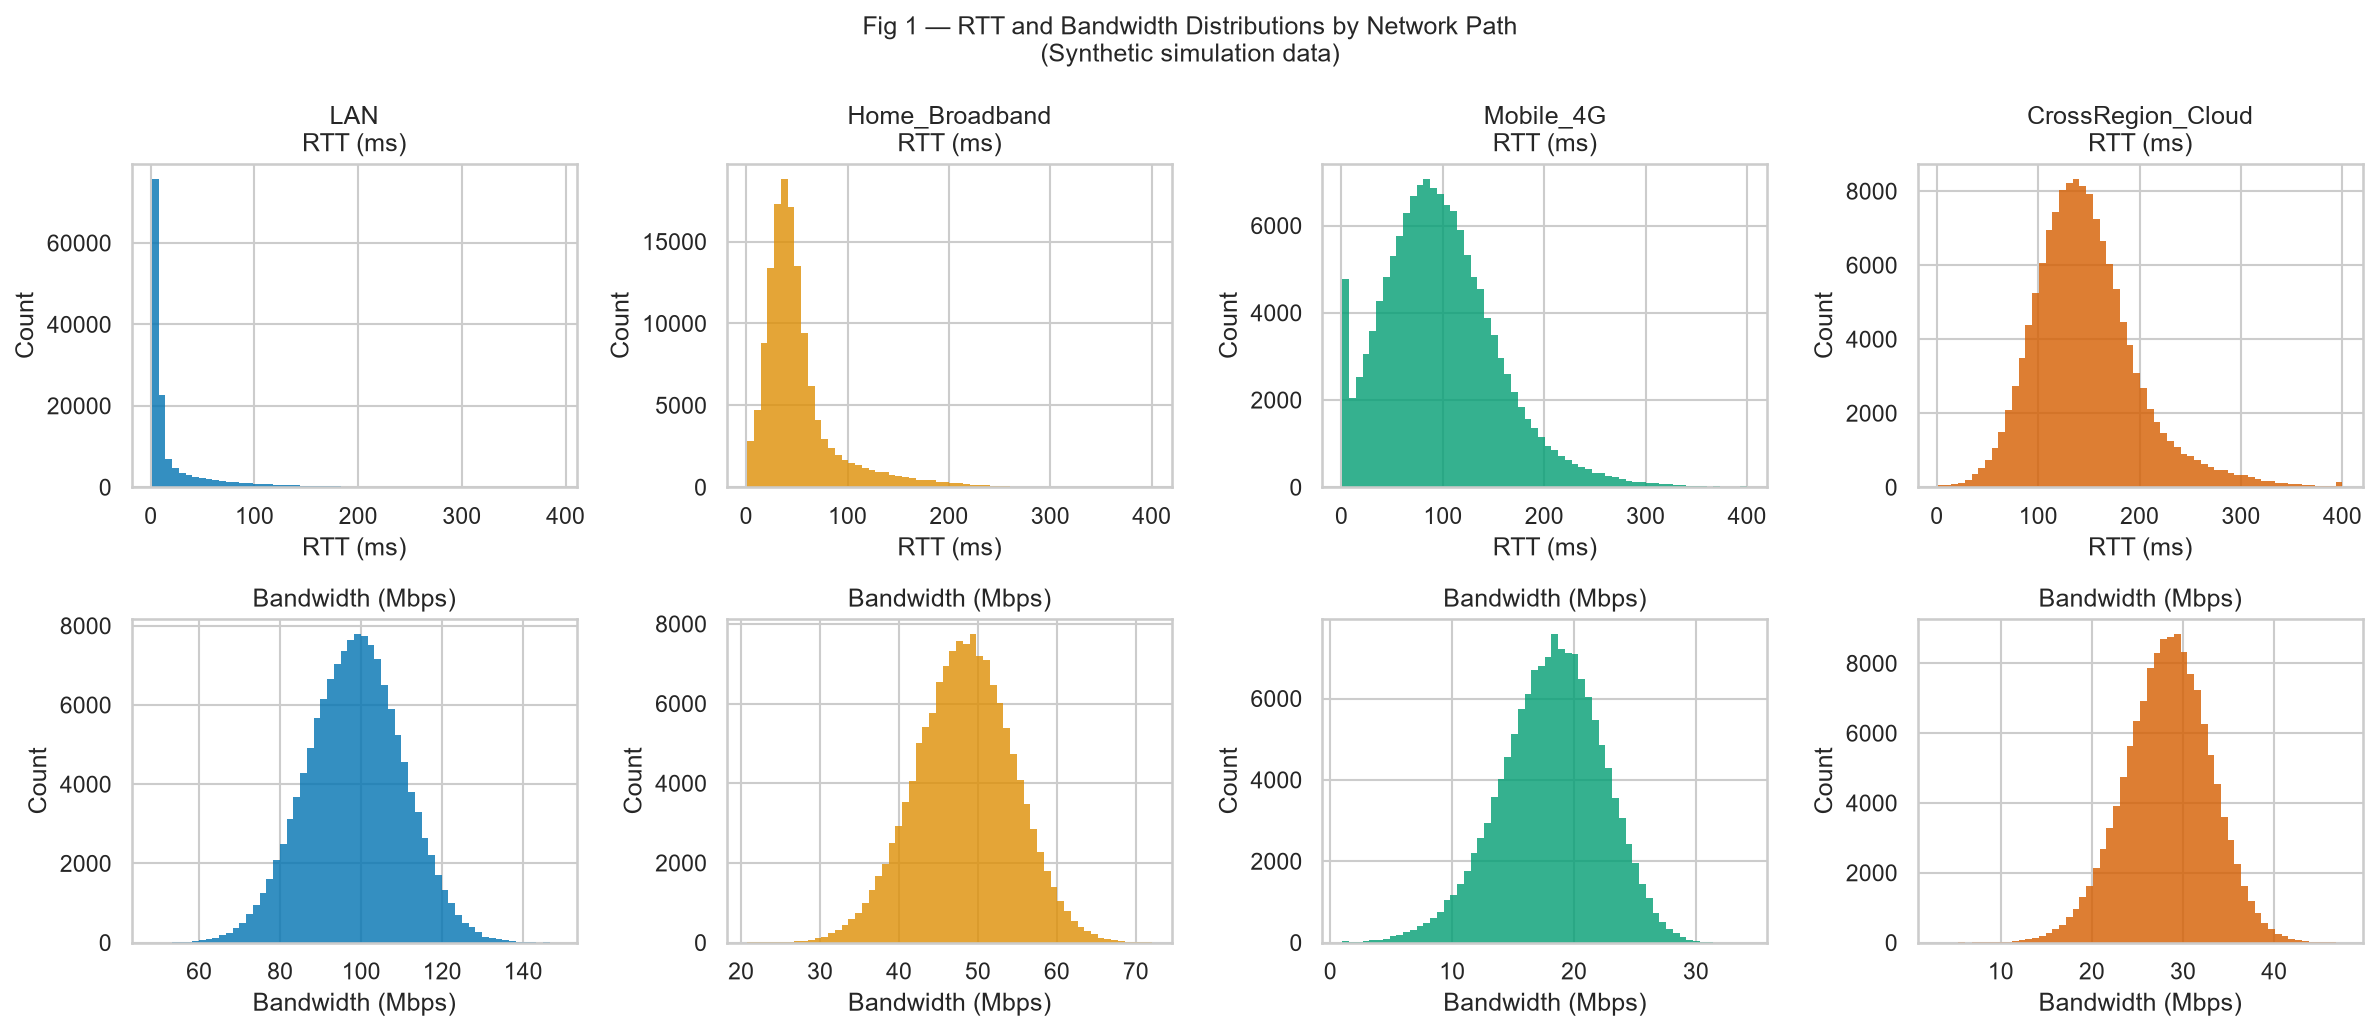 Fig 1 — RTT and Bandwidth Distributions by Network Path
(Synthetic simulation data)
LAN
RTT (ms)
Count
60000
40000
20000
0
0 100 200 300 400
RTT (ms)
Home_Broadband
RTT (ms)
Count
15000
10000
5000
0
0 100 200 300 400
RTT (ms)
Mobile_4G
RTT (ms)
Count
6000
4000
2000
0
0 100 200 300 400
RTT (ms)
CrossRegion_Cloud
RTT (ms)
Count
8000
6000
4000
2000
0
0 100 200 300 400
RTT (ms)
Bandwidth (Mbps)
Count
8000
6000
4000
2000
0
60 80 100 120 140
Bandwidth (Mbps)
Bandwidth (Mbps)
Count
8000
6000
4000
2000
0
20 30 40 50 60 70
Bandwidth (Mbps)
Bandwidth (Mbps)
Count
6000
4000
2000
0
0 10 20 30
Bandwidth (Mbps)
Bandwidth (Mbps)
Count
8000
6000
4000
2000
0
10 20 30 40
Bandwidth (Mbps)